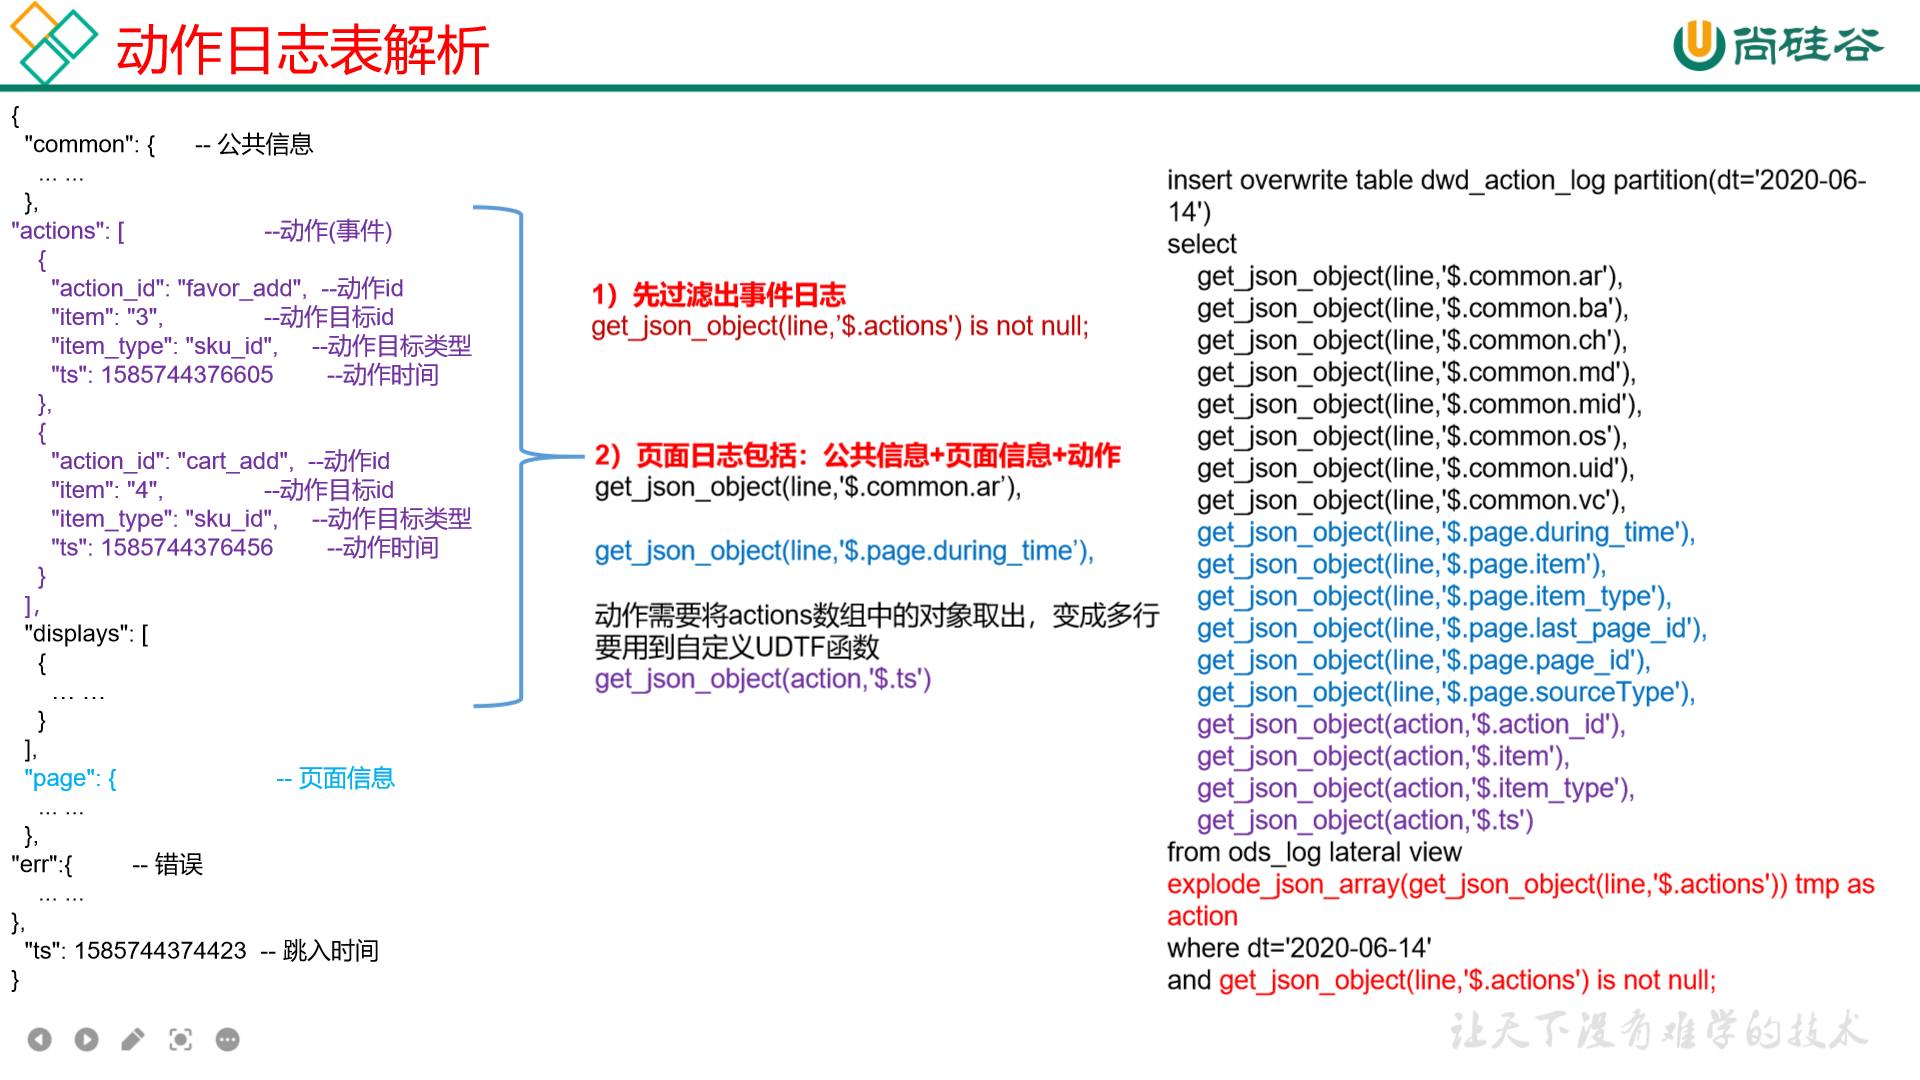 动作日志表解析
尚硅谷
{
"common": { -- 公共信息
... ...
},
"actions": [ --动作(事件)
{
"action_id": "favor_add", --动作id
"item": "3", --动作目标id
"item_type": "sku_id", --动作目标类型
"ts": 1585744376605 --动作时间
},
{
"action_id": "cart_add", --动作id
"item": "4", --动作目标id
"item_type": "sku_id", --动作目标类型
"ts": 1585744376456 --动作时间
}
],
"displays": [
{
... ...
}
],
"page": { -- 页面信息
... ...
},
"err":{ -- 错误
... ...
},
"ts": 1585744374423 -- 跳入时间
}
1）先过滤出事件日志
get_json_object(line,’$.actions') is not null;
2）页面日志包括：公共信息+页面信息+动作
get_json_object(line,'$.common.ar’),
get_json_object(line,'$.page.during_time’),
动作需要将actions数组中的对象取出，变成多行
要用到自定义UDTF函数
get_json_object(action,'$.ts')
insert overwrite table dwd_action_log partition(dt='2020-06-
14')
select
get_json_object(line,'$.common.ar'),
get_json_object(line,'$.common.ba'),
get_json_object(line,'$.common.ch'),
get_json_object(line,'$.common.md'),
get_json_object(line,'$.common.mid'),
get_json_object(line,'$.common.os'),
get_json_object(line,'$.common.uid'),
get_json_object(line,'$.common.vc'),
get_json_object(line,'$.page.during_time'),
get_json_object(line,'$.page.item'),
get_json_object(line,'$.page.item_type'),
get_json_object(line,'$.page.last_page_id'),
get_json_object(line,'$.page.page_id'),
get_json_object(line,'$.page.sourceType'),
get_json_object(action,'$.action_id'),
get_json_object(action,'$.item'),
get_json_object(action,'$.item_type'),
get_json_object(action,'$.ts')
from ods_log lateral view
explode_json_array(get_json_object(line,'$.actions')) tmp as
action
where dt='2020-06-14'
and get_json_object(line,'$.actions') is not null;
让天下没有难学的技术